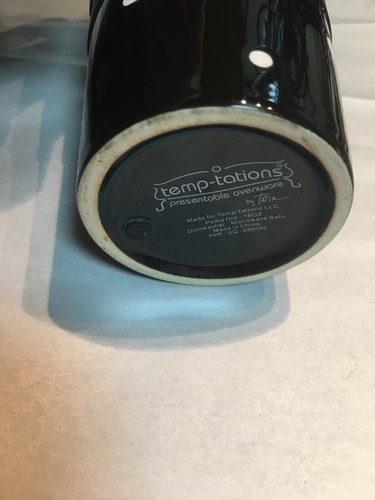 temp-tations®
presentable ovenware
by Tara
Made for Temp-tations LLC
Polka Dot - 16OZ
Dishwasher - Microwave Safe
Made in China